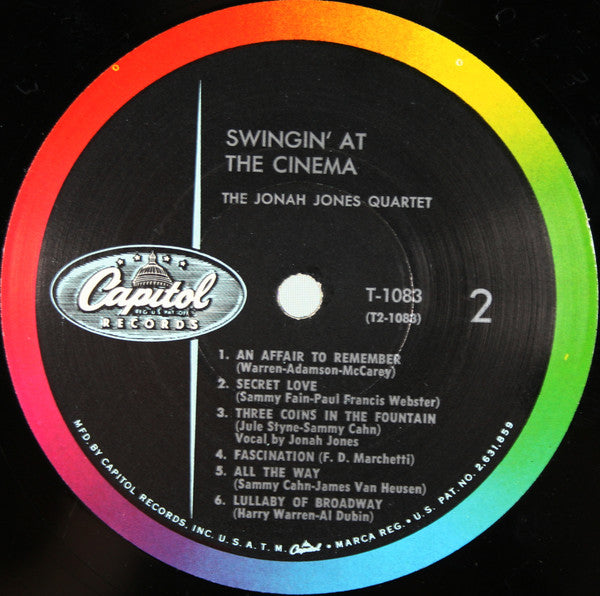 SWINGIN' AT
THE CINEMA
THE JONAH JONES QUARTET
Capitol
REG. U.S. PAT. OFF.
RECORDS
T-1083
(T2-1083)
2
1. AN AFFAIR TO REMEMBER
(Warren-Adamson-McCarey)
2. SECRET LOVE
(Sammy Fain-Paul Francis Webster)
3. THREE COINS IN THE FOUNTAIN
(Jule Styne-Sammy Cahn)
Vocal by Jonah Jones
4. FASCINATION (F. D. Marchetti)
5. ALL THE WAY
(Sammy Cahn-James Van Heusen)
6. LULLABY OF BROADWAY
(Harry Warren-Al Dubin)
MFD. BY CAPITOL RECORDS, INC. U. S. A. T. M. Capitol • MARCA REG. • U. S. PAT. NO. 2,631,859